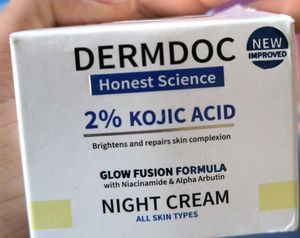 DERMDOC
Honest Science
NEW
IMPROVED
2% KOJIC ACID
Brightens and repairs skin complexion
GLOW FUSION FORMULA
with Niacinamide & Alpha Arbutin
NIGHT CREAM
ALL SKIN TYPES